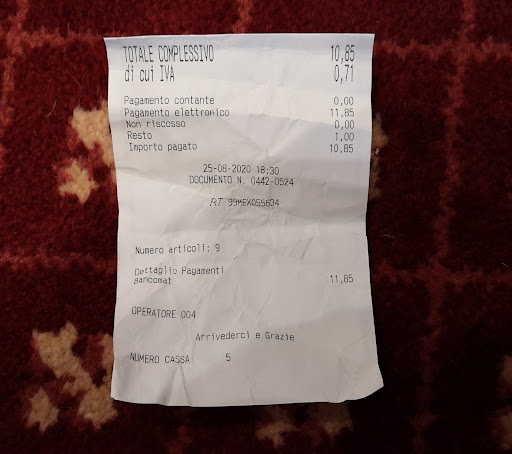 TOTALE COMPLESSIVO 10,85
di cui IVA 0,71
Pagamento contante 0,00
Pagamento elettronico 11,85
Non riscosso 0,00
Resto 1,00
Importo pagato 10,85
25-08-2020 18:30
DOCUMENTO N. 0442-0524
RT 99MEX055634
Numero articoli: 9
Dettaglio Pagamenti
Bancomat 11,85
OPERATORE 004
Arrivederci e Grazie
NUMERO CASSA 5